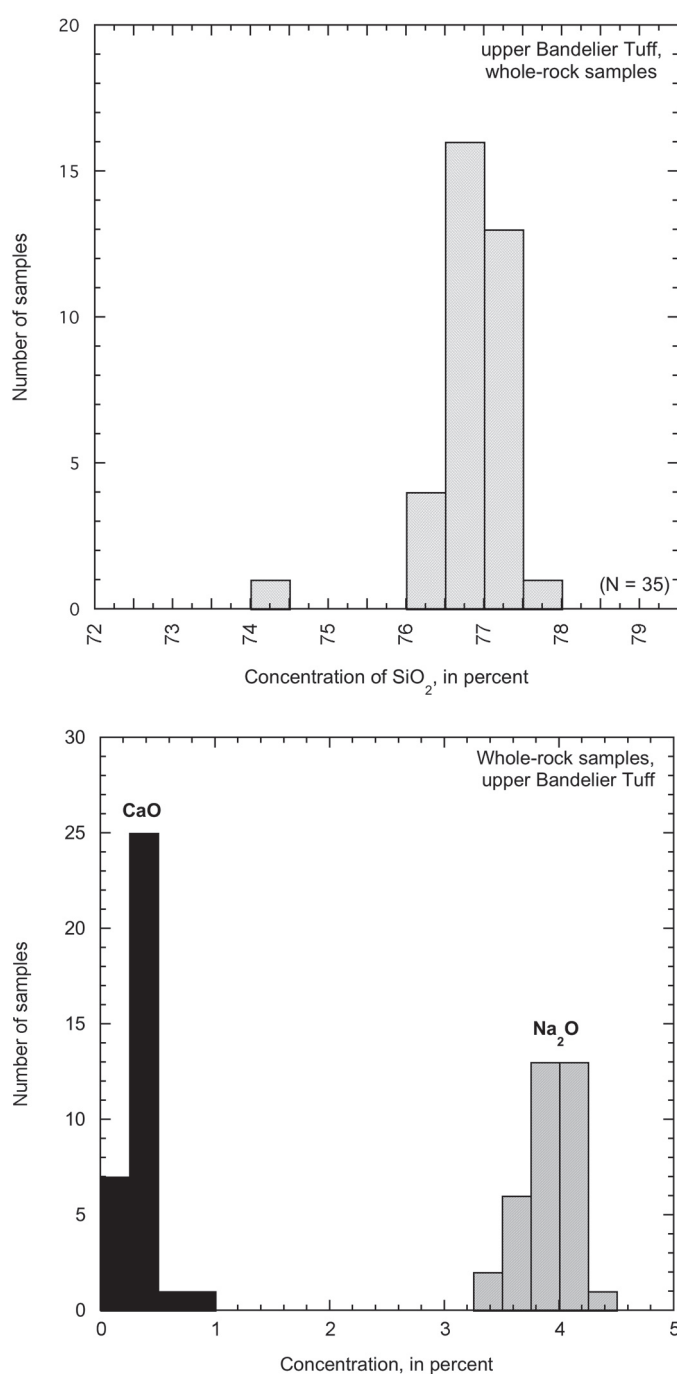 upper Bandelier Tuff,
whole-rock samples
20
15
10
5
0
Number of samples
(N = 35)
72 73 74 75 76 77 78 79
Concentration of SiO₂, in percent
Whole-rock samples,
upper Bandelier Tuff
30
25
20
15
10
5
0
Number of samples
CaO
Na₂O
0 1 2 3 4 5
Concentration, in percent